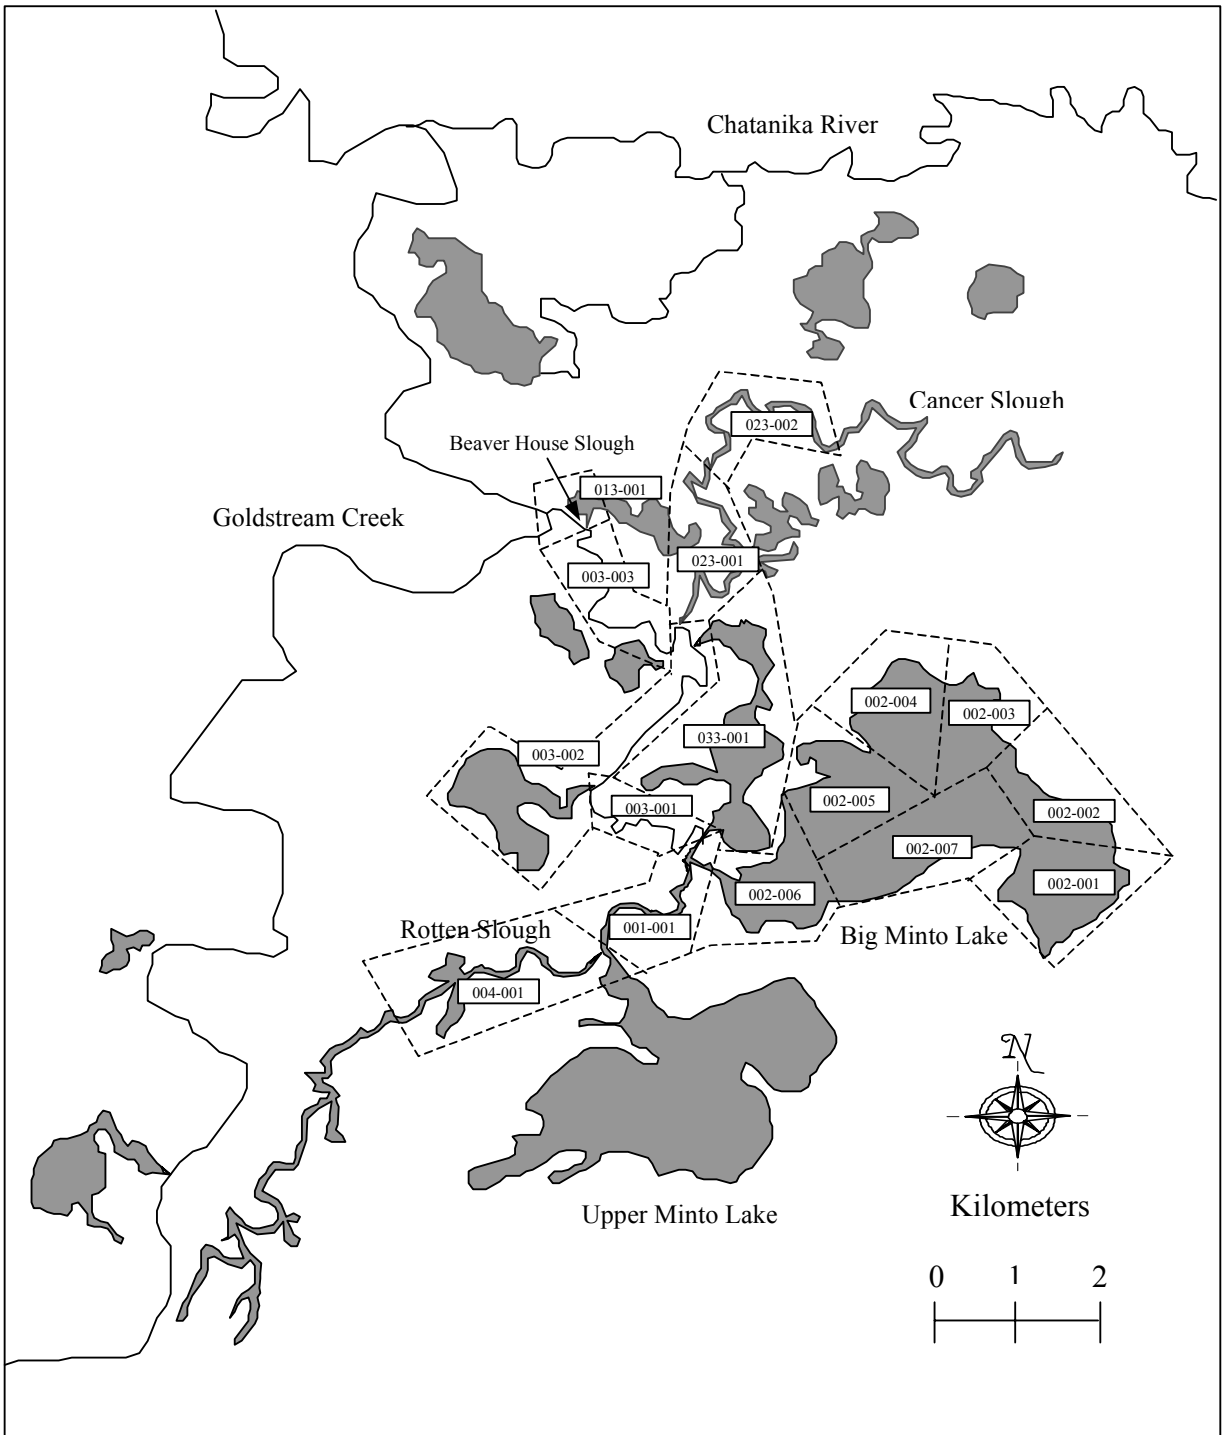 Chatanika River
Cancer Slough
023-002
Beaver House Slough
013-001
Goldstream Creek
023-001
003-003
002-004
002-003
033-001
003-002
002-005
003-001
002-002
002-007
002-001
002-006
Rotten Slough
001-001
Big Minto Lake
004-001
N
Upper Minto Lake
Kilometers
0 1 2